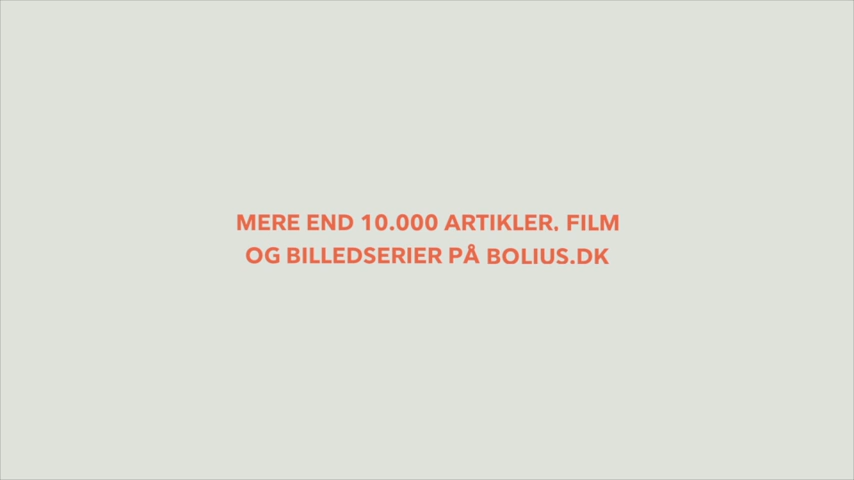 MERE END 10.000 ARTIKLER, FILM
OG BILLEDSERIER PÅ BOLIUS.DK